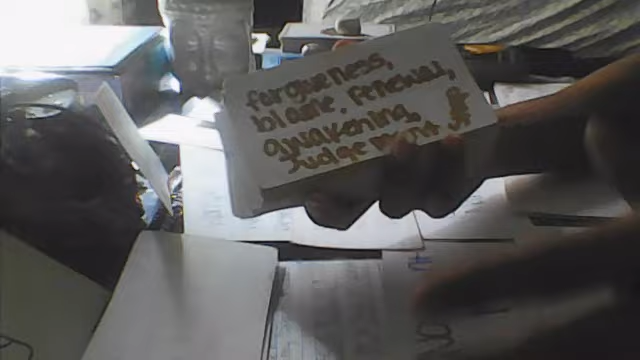 forgiveness,
blame, renewal,
awakening,
Judgement